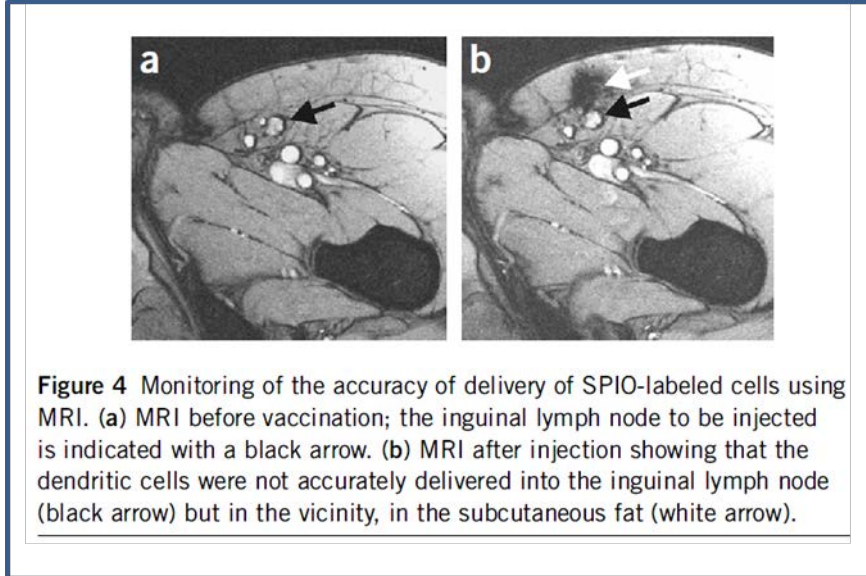 a
b
Figure 4 Monitoring of the accuracy of delivery of SPIO-labeled cells using
MRI. (a) MRI before vaccination; the inguinal lymph node to be injected
is indicated with a black arrow. (b) MRI after injection showing that the
dendritic cells were not accurately delivered into the inguinal lymph node
(black arrow) but in the vicinity, in the subcutaneous fat (white arrow).